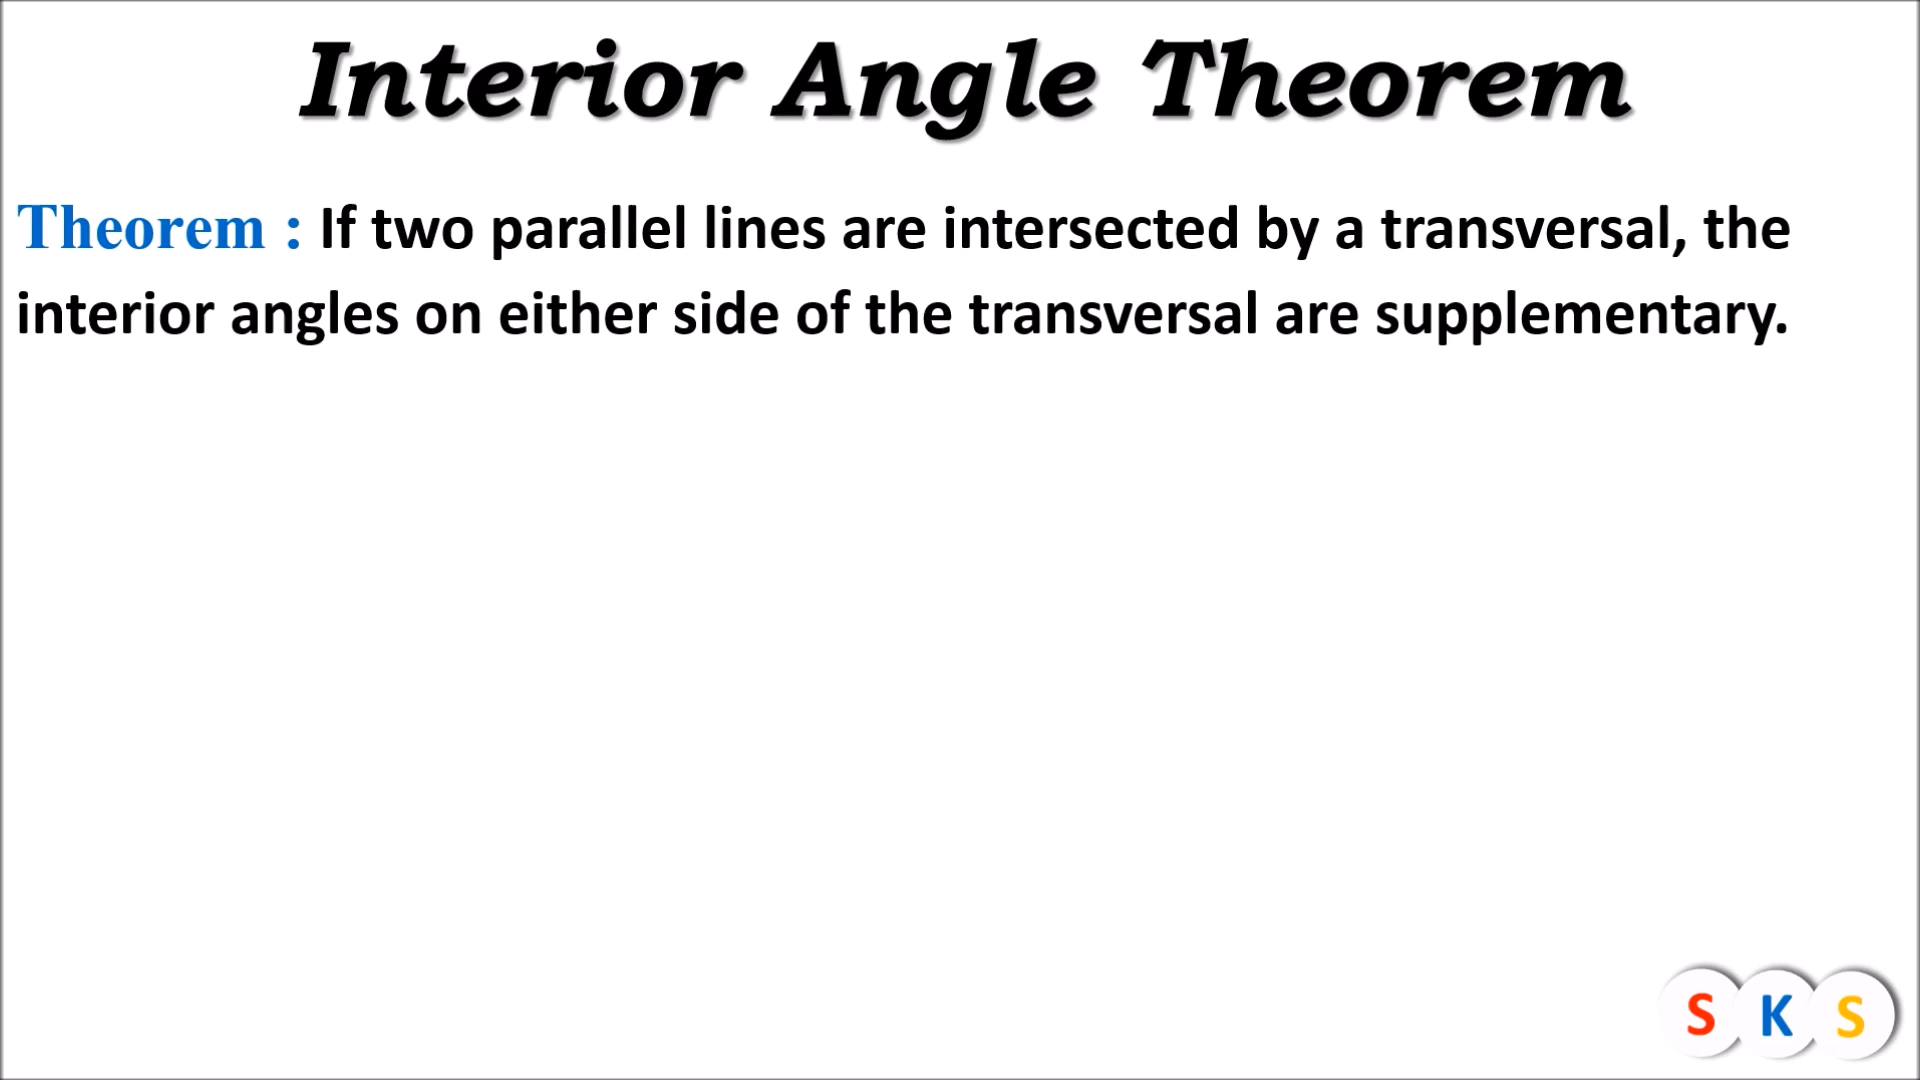 Interior Angle Theorem
Theorem : If two parallel lines are intersected by a transversal, the
interior angles on either side of the transversal are supplementary.
S K S